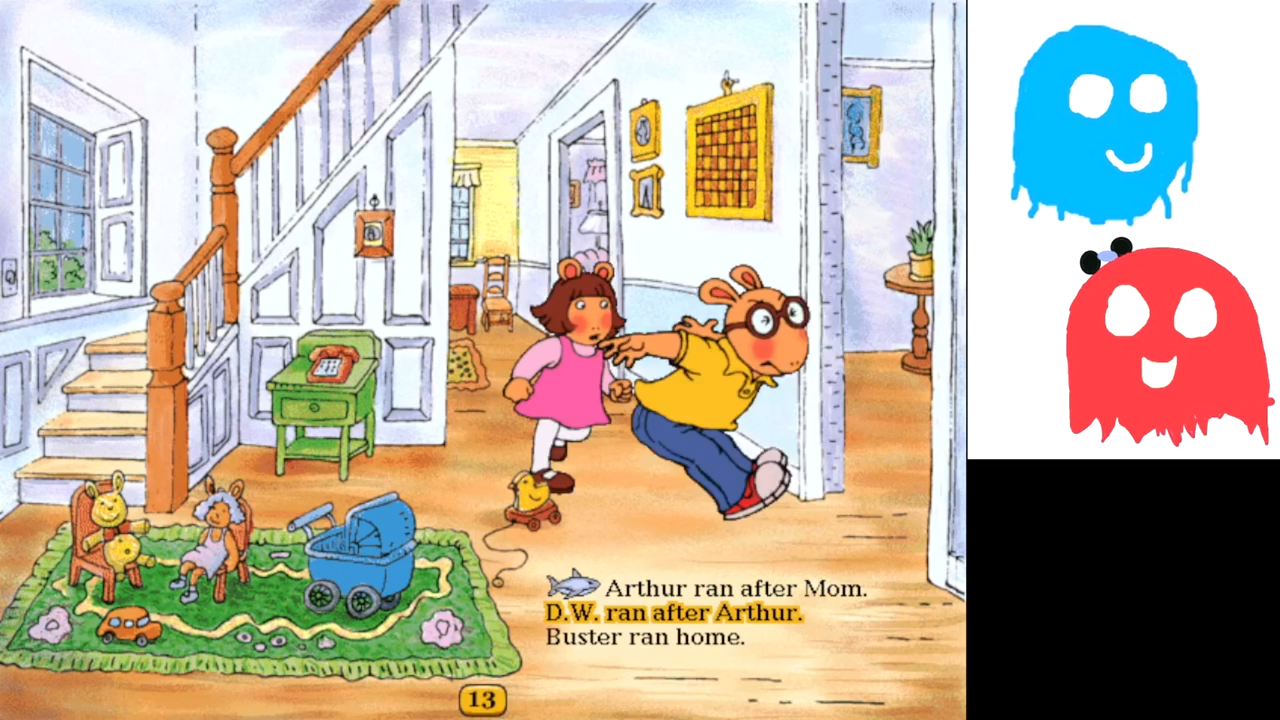 Arthur ran after Mom.
D.W. ran after Arthur.
Buster ran home.
13